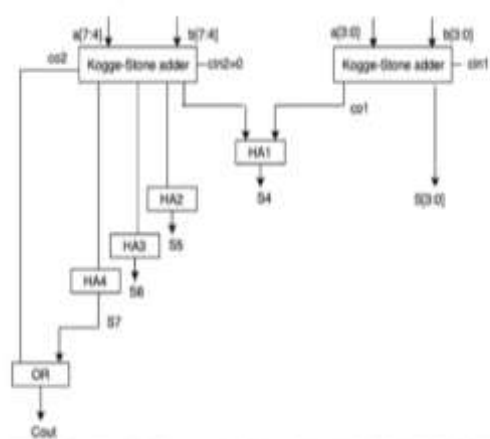 a[7:4] b[7:4] a[3:0] b[3:0]
co2 Kogge-Stone adder cin2=0 Kogge-Stone adder cin1
co1
HA1
S4 S[3:0]
HA2
S5
HA3
S6
HA4
S7
OR
Cout